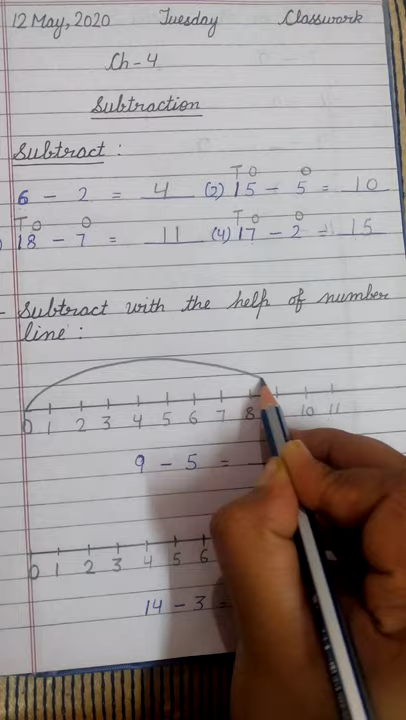 12 May, 2020 Tuesday Classwork
Ch-4
Subtraction
Subtract :
T O O
6 - 2 = 4 (2) 15 - 5 = 10
T O O T O O
18 - 7 = 11 (4) 17 - 2 = 15
Subtract with the help of number
line :
0 1 2 3 4 5 6 7 8 10 11
9 - 5 =
0 1 2 3 4 5 6
14 - 3 =